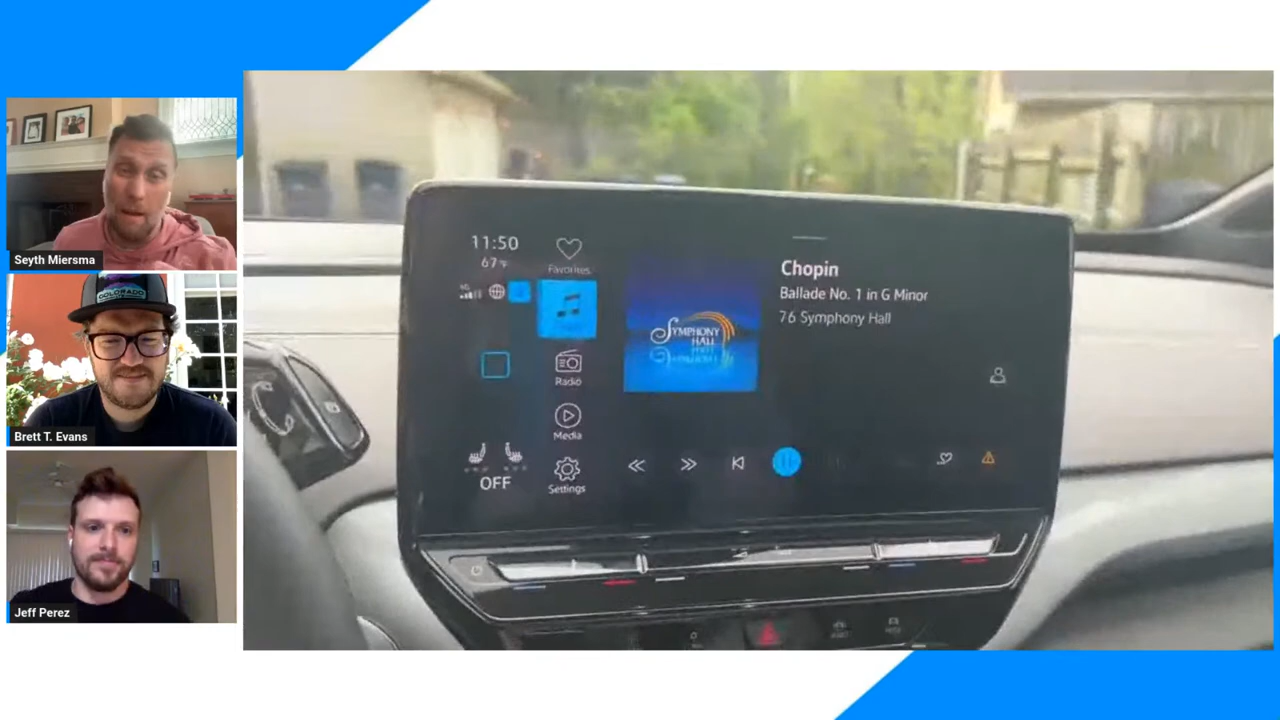 Seyth Miersma
COLORADO
Brett T. Evans
Jeff Perez
11:50
67°F
Favorites
Radio
Media
Settings
OFF
SYMPHONY
HALL
Chopin
Ballade No. 1 in G Minor
76 Symphony Hall